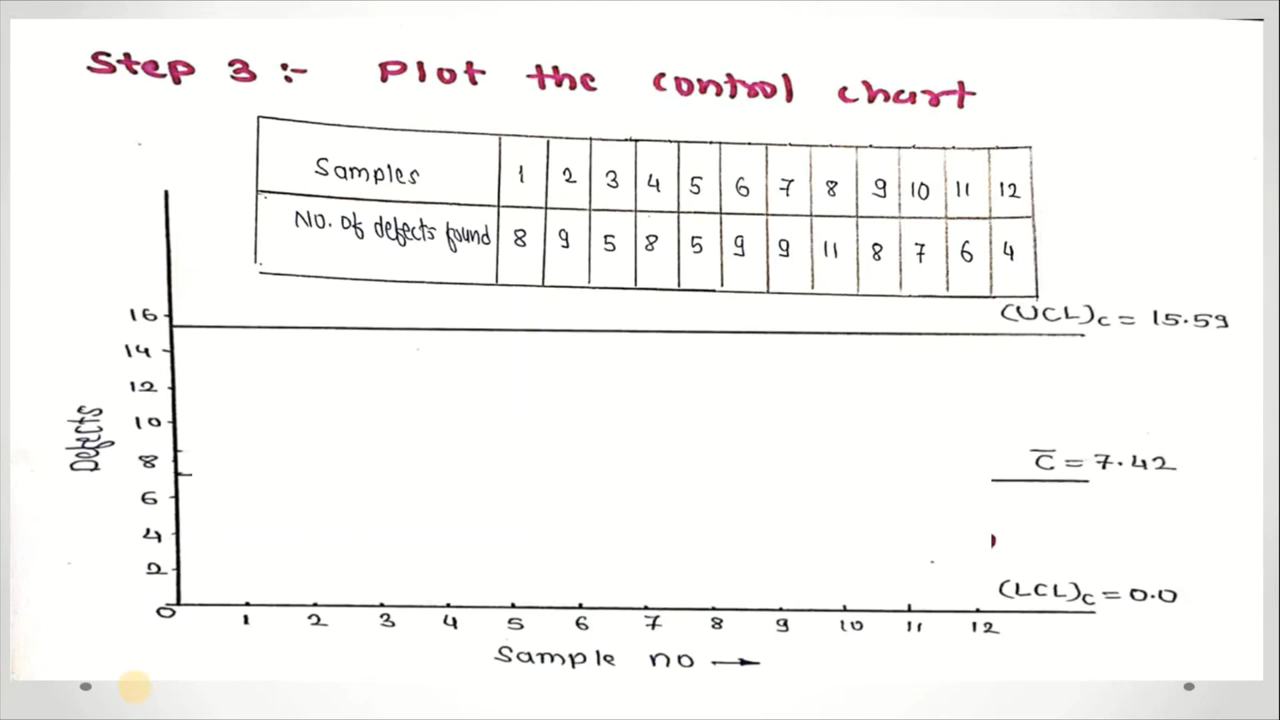 Step 3 :- Plot the control chart
Samples 1 2 3 4 5 6 7 8 9 10 11 12
No. of defects found 8 9 5 8 5 9 9 11 8 7 6 4
(UCL)c = 15.59
16
14
12
10
8
6
4
2
0
Defects
C̅ = 7.42
(LCL)c = 0.0
1 2 3 4 5 6 7 8 9 10 11 12
Sample no →